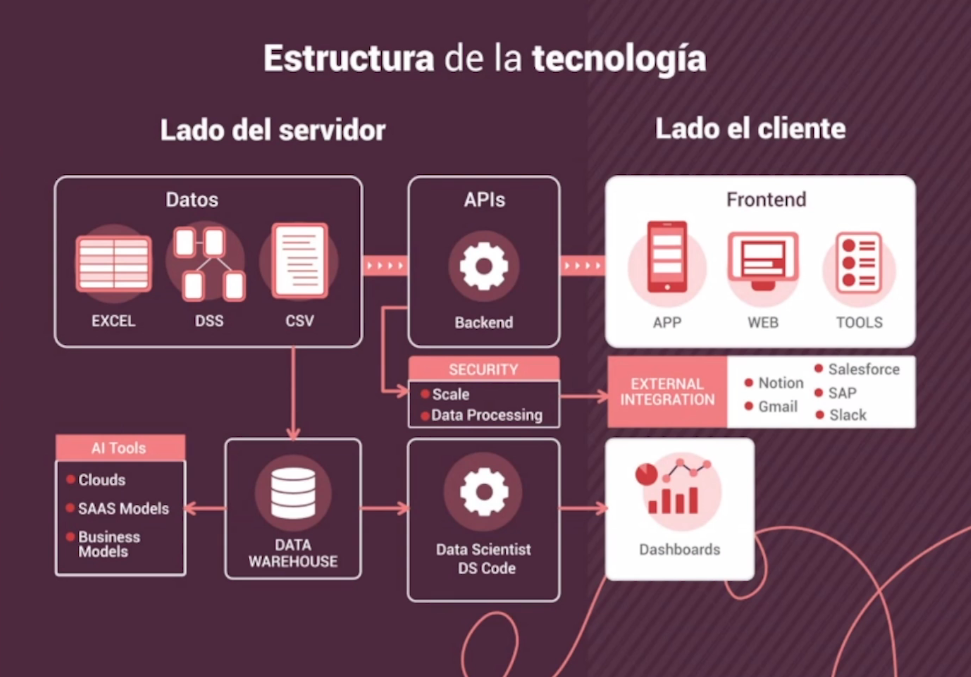 Estructura de la tecnología
Lado del servidor
Lado el cliente
Datos
EXCEL
DSS
CSV
APIs
Backend
Frontend
APP
WEB
TOOLS
SECURITY
Scale
Data Processing
EXTERNAL
INTEGRATION
Notion
Gmail
Salesforce
SAP
Slack
AI Tools
Clouds
SAAS Models
Business
Models
DATA
WAREHOUSE
Data Scientist
DS Code
Dashboards